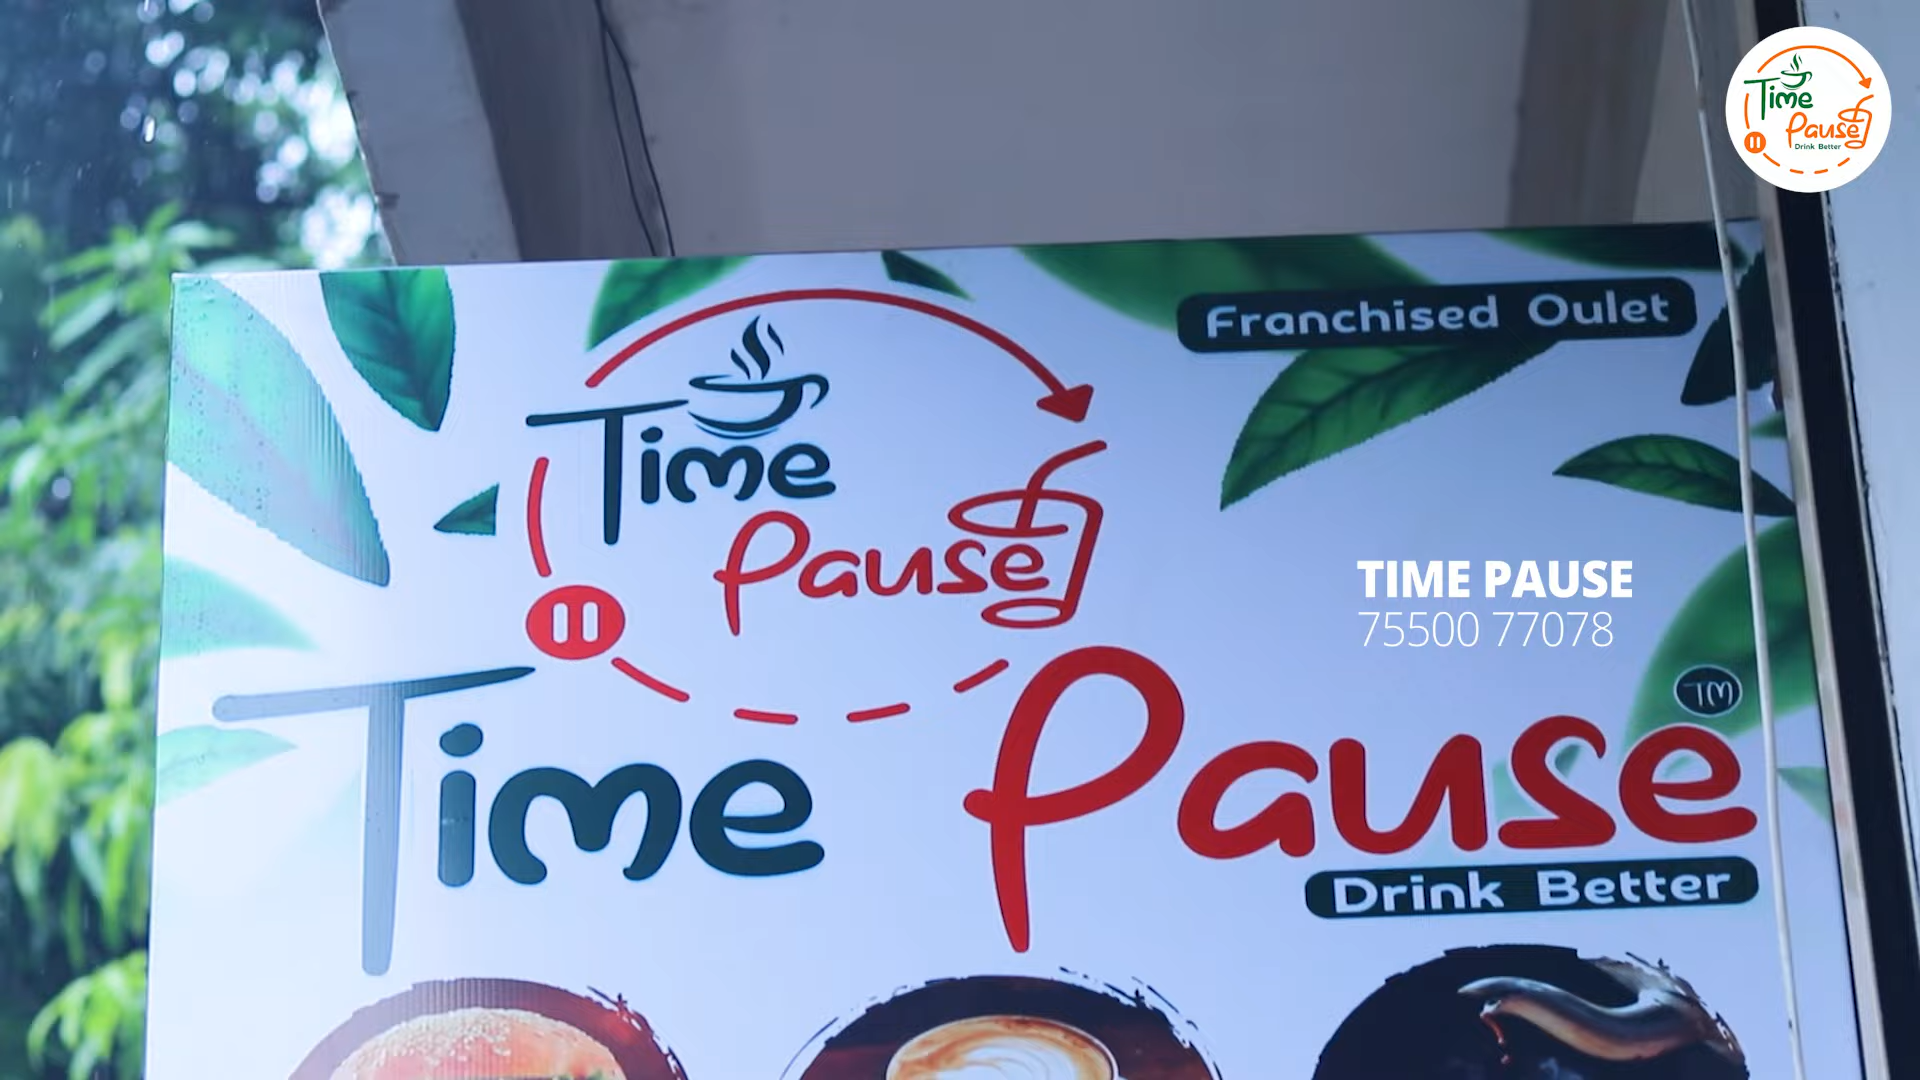 Time
Pause
Drink Better
Franchised Oulet
Time
Pause
TIME PAUSE
75500 77078
Time Pause
TM
Drink Better